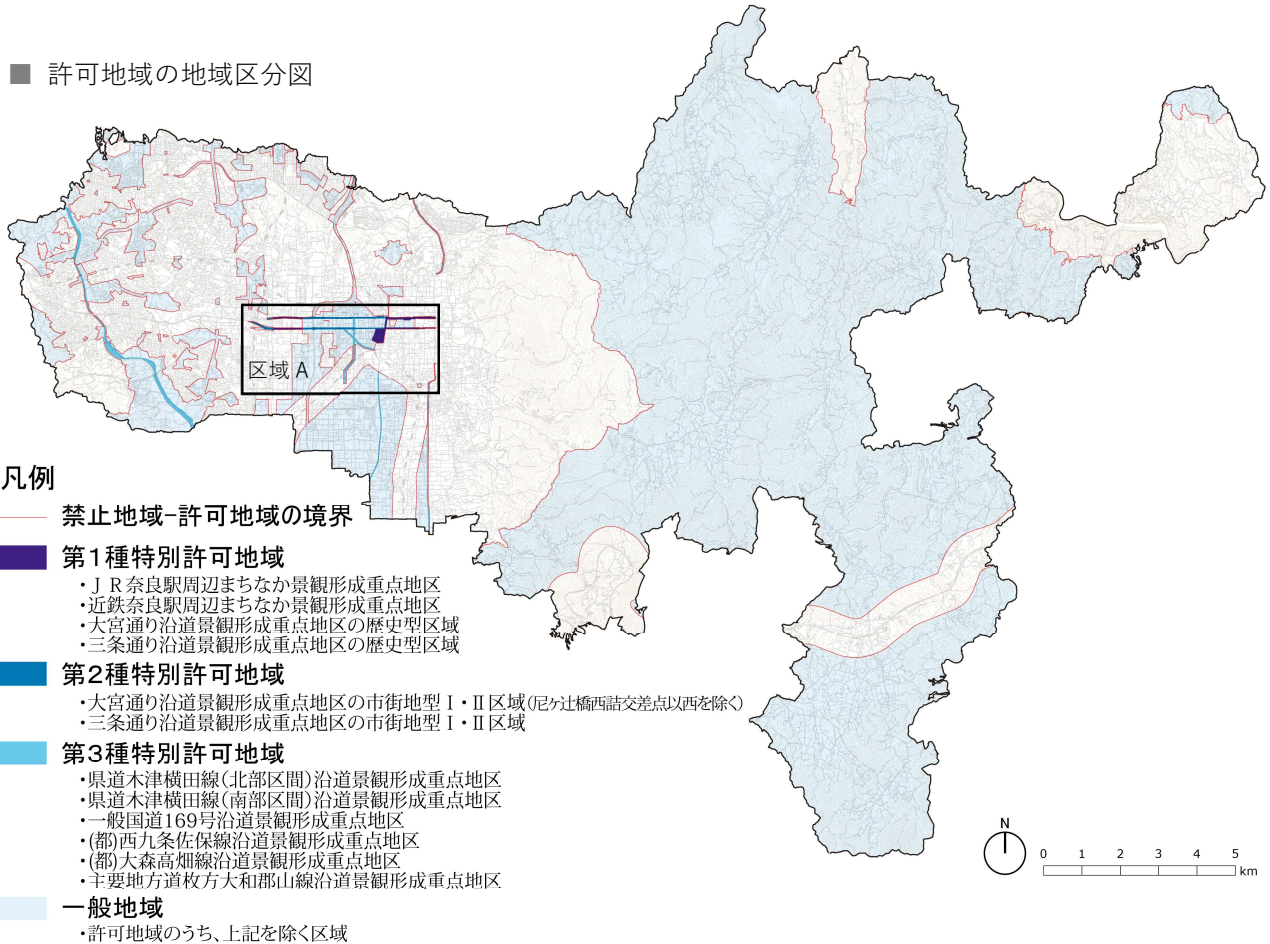 ■ 許可地域の地域区分図
区域 A
凡例
禁止地域−許可地域の境界
第1種特別許可地域
・ＪＲ奈良駅周辺まちなか景観形成重点地区
・近鉄奈良駅周辺まちなか景観形成重点地区
・大宮通り沿道景観形成重点地区の歴史型区域
・三条通り沿道景観形成重点地区の歴史型区域
第2種特別許可地域
・大宮通り沿道景観形成重点地区の市街地型Ⅰ・Ⅱ区域(尼ヶ辻橋西詰交差点以西を除く)
・三条通り沿道景観形成重点地区の市街地型Ⅰ・Ⅱ区域
第3種特別許可地域
・県道木津横田線(北部区間)沿道景観形成重点地区
・県道木津横田線(南部区間)沿道景観形成重点地区
・一般国道169号沿道景観形成重点地区
・(都)西九条佐保線沿道景観形成重点地区
・(都)大森高畑線沿道景観形成重点地区
・主要地方道枚方大和郡山線沿道景観形成重点地区
一般地域
・許可地域のうち、上記を除く区域
N
0 1 2 3 4 5
km